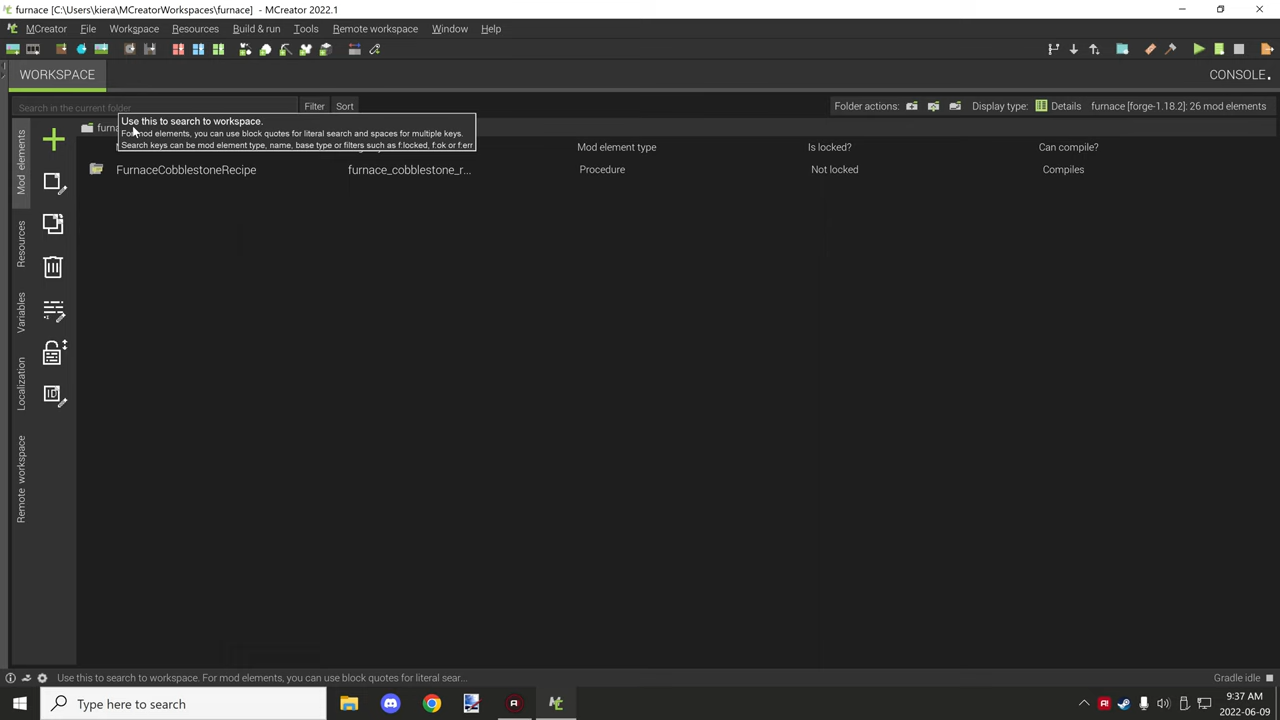 furnace [C:\Users\kiera\MCreatorWorkspaces\furnace] - MCreator 2022.1
MCreator File Workspace Resources Build & run Tools Remote workspace Window Help
WORKSPACE
CONSOLE
Search in the current folder
Filter Sort
Folder actions: Display type: Details furnace [forge-1.18.2]: 26 mod elements
Use this to search to workspace.
For mod elements, you can use block quotes for literal search and spaces for multiple keys.
Search keys can be mod element type, name, base type or filters such as f:locked, f:ok or f:err
Mod element type Is locked? Can compile?
FurnaceCobblestoneRecipe furnace_cobblestone_r... Procedure Not locked Compiles
Mod elements
Resources
Variables
Localization
Remote workspace
Use this to search to workspace. For mod elements, you can use block quotes for literal sear...
Gradle idle
Type here to search
9:37 AM
2022-06-09